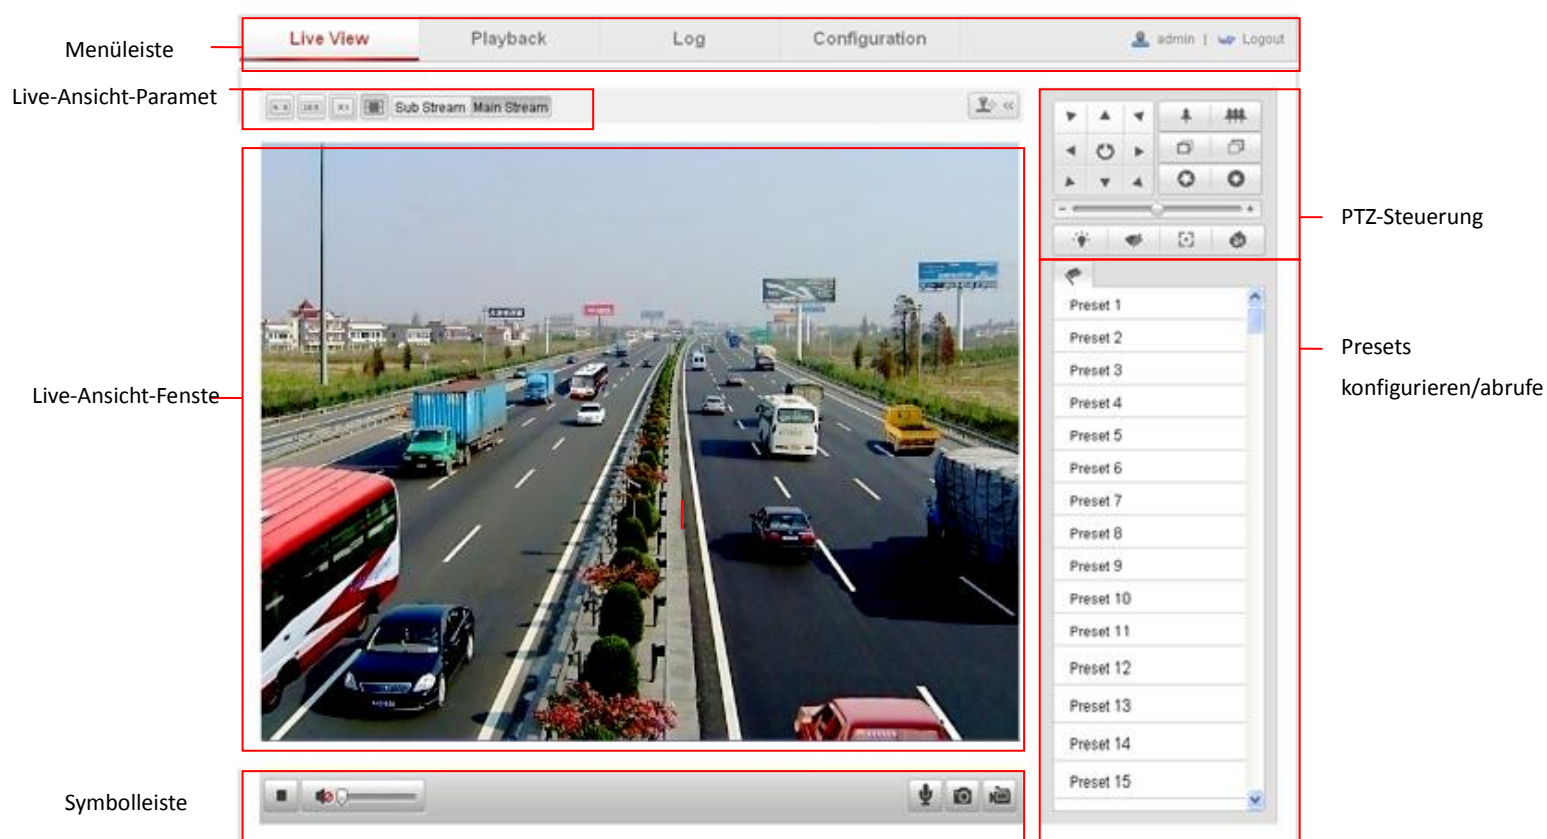 Menüleiste
Live View Playback Log Configuration admin | Logout
Live-Ansicht-Paramet
Sub Stream Main Stream
PTZ-Steuerung
Live-Ansicht-Fenste
Presets
konfigurieren/abrufe
Preset 1
Preset 2
Preset 3
Preset 4
Preset 5
Preset 6
Preset 7
Preset 8
Preset 9
Preset 10
Preset 11
Preset 12
Preset 13
Preset 14
Preset 15
Symbolleiste